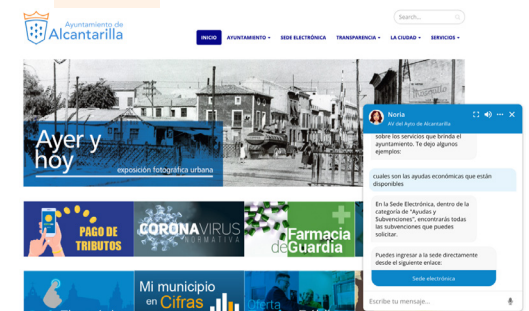 Ayuntamiento de
Alcantarilla
Search...
INICIO
AYUNTAMIENTO
SEDE ELECTRÓNICA
TRANSPARENCIA
LA CIUDAD
SERVICIOS
Ayer y
hoy
exposición fotográfica urbana
PAGO DE
TRIBUTOS
CORONAVIRUS
NORMATIVA
Farmacia
de Guardia
Mi municipio
en Cifras
Oferta
Noria
AV del Ayto de Alcantarilla
sobre los servicios que brinda el
ayuntamiento. Te dejo algunos
ejemplos:
cuales son las ayudas económicas que están
disponibles
En la Sede Electrónica, dentro de la
categoría de "Ayudas y
Subvenciones", encontrarás todas
las subvenciones que puedes
solicitar.
Puedes ingresar a la sede directamente
desde el siguiente enlace:
Sede electrónica
Escribe tu mensaje...